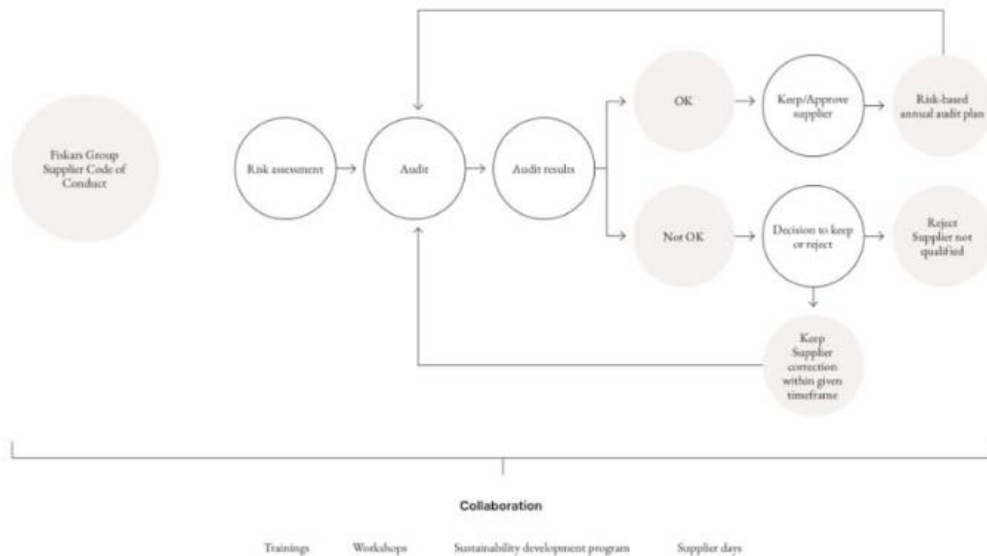 Fiskars Group
Supplier Code of
Conduct
Risk assessment
Audit
Audit results
OK
Keep/Approve
supplier
Risk-based
annual audit plan
Not OK
Decision to keep
or reject
Reject
Supplier not
qualified
Keep
Supplier
correction
within given
timeframe
Collaboration
Trainings
Workshops
Sustainability development program
Supplier days